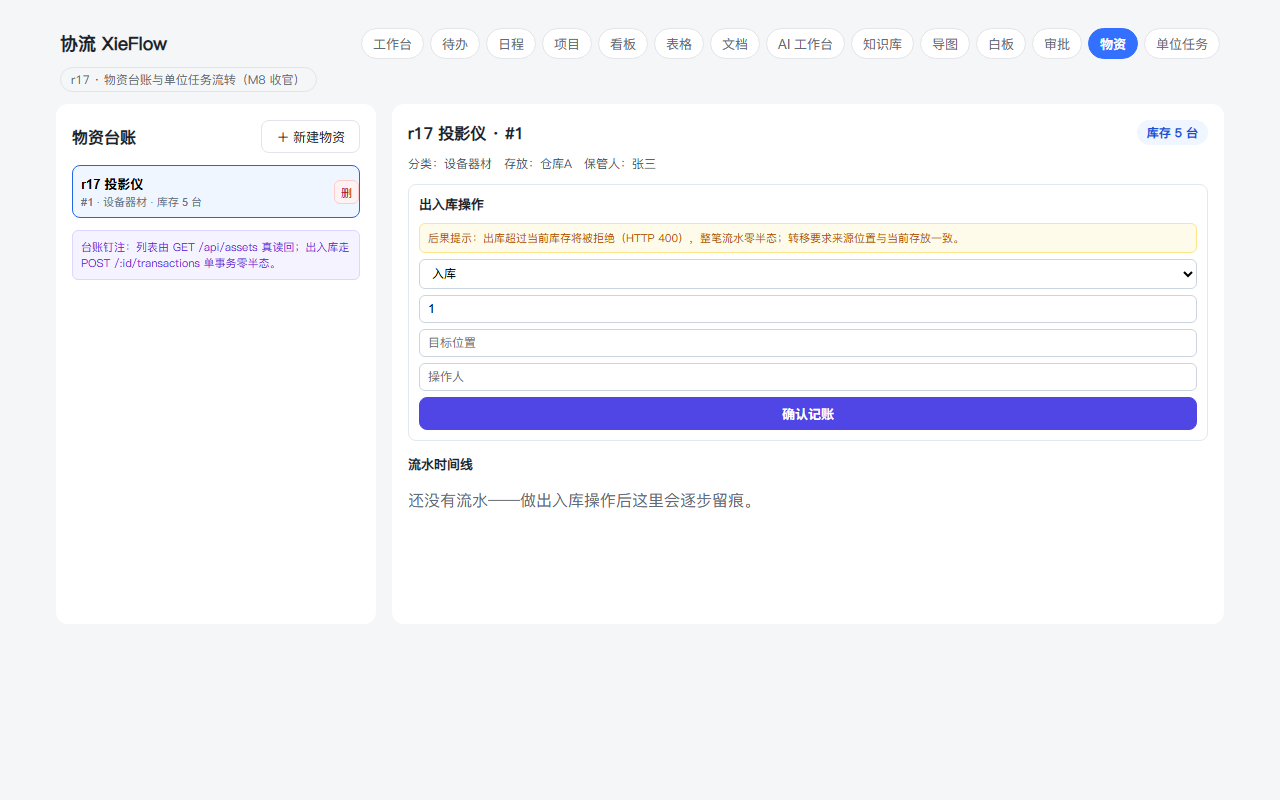 协流 XieFlow
工作台
待办
日程
项目
看板
表格
文档
AI 工作台
知识库
导图
白板
审批
物资
单位任务
r17 · 物资台账与单位任务流转（M8 收官）
物资台账
＋ 新建物资
r17 投影仪
#1 · 设备器材 · 库存 5 台
删
台账钉注：列表由 GET /api/assets 真读回；出入库走
POST /:id/transactions 单事务零半态。
r17 投影仪 · #1
库存 5 台
分类：设备器材 存放：仓库A 保管人：张三
出入库操作
后果提示：出库超过当前库存将被拒绝（HTTP 400），整笔流水零半态；转移要求来源位置与当前存放一致。
入库
1
目标位置
操作人
确认记账
流水时间线
还没有流水——做出入库操作后这里会逐步留痕。